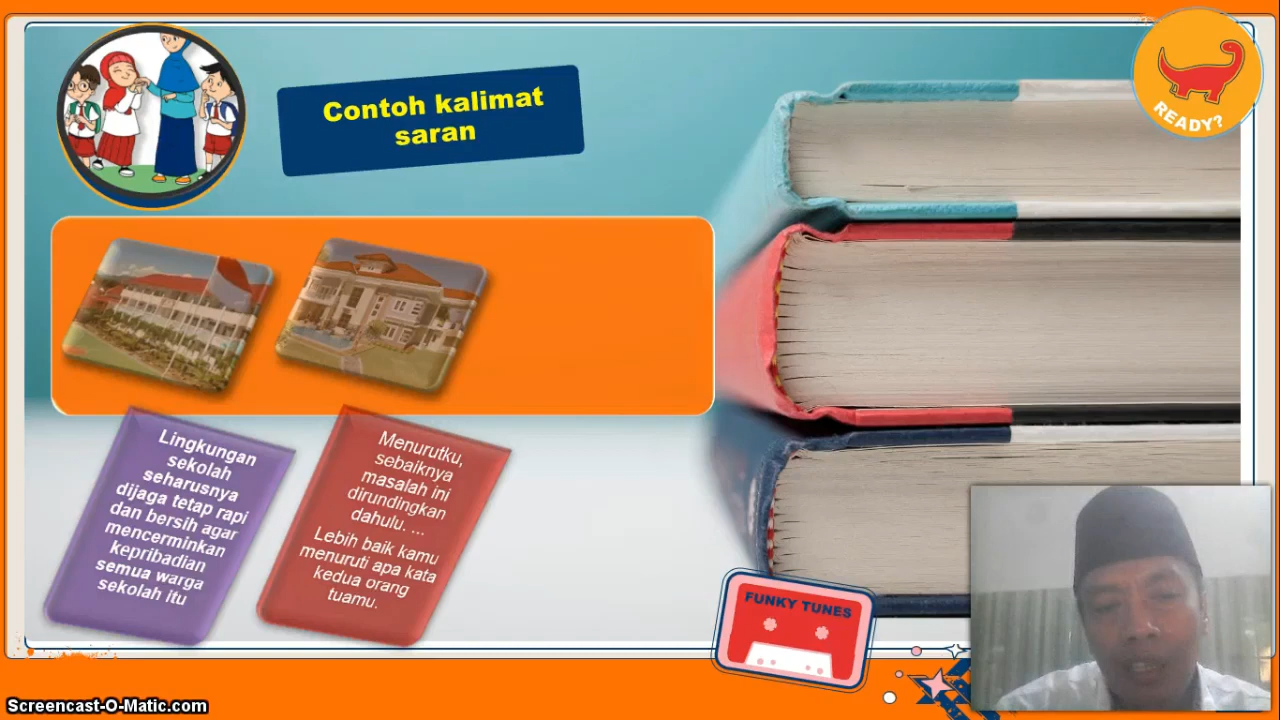 Contoh kalimat
saran
READY?
Lingkungan
sekolah
seharusnya
dijaga tetap rapi
dan bersih agar
mencerminkan
kepribadian
semua warga
sekolah itu
Menurutku,
sebaiknya
masalah ini
dirundingkan
dahulu. ...
Lebih baik kamu
menuruti apa kata
kedua orang
tuamu.
FUNKY TUNES
Screencast-O-Matic.com